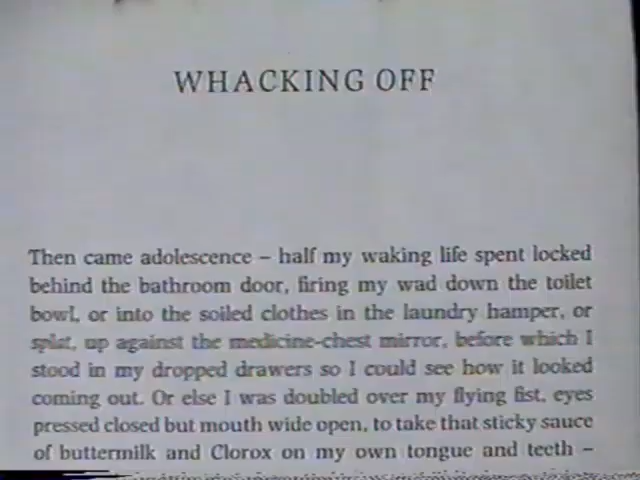 WHACKING OFF
Then came adolescence – half my waking life spent locked
behind the bathroom door, firing my wad down the toilet
bowl, or into the soiled clothes in the laundry hamper, or
splat, up against the medicine-chest mirror, before which I
stood in my dropped drawers so I could see how it looked
coming out. Or else I was doubled over my flying fist, eyes
pressed closed but mouth wide open, to take that sticky sauce
of buttermilk and Clorox on my own tongue and teeth –